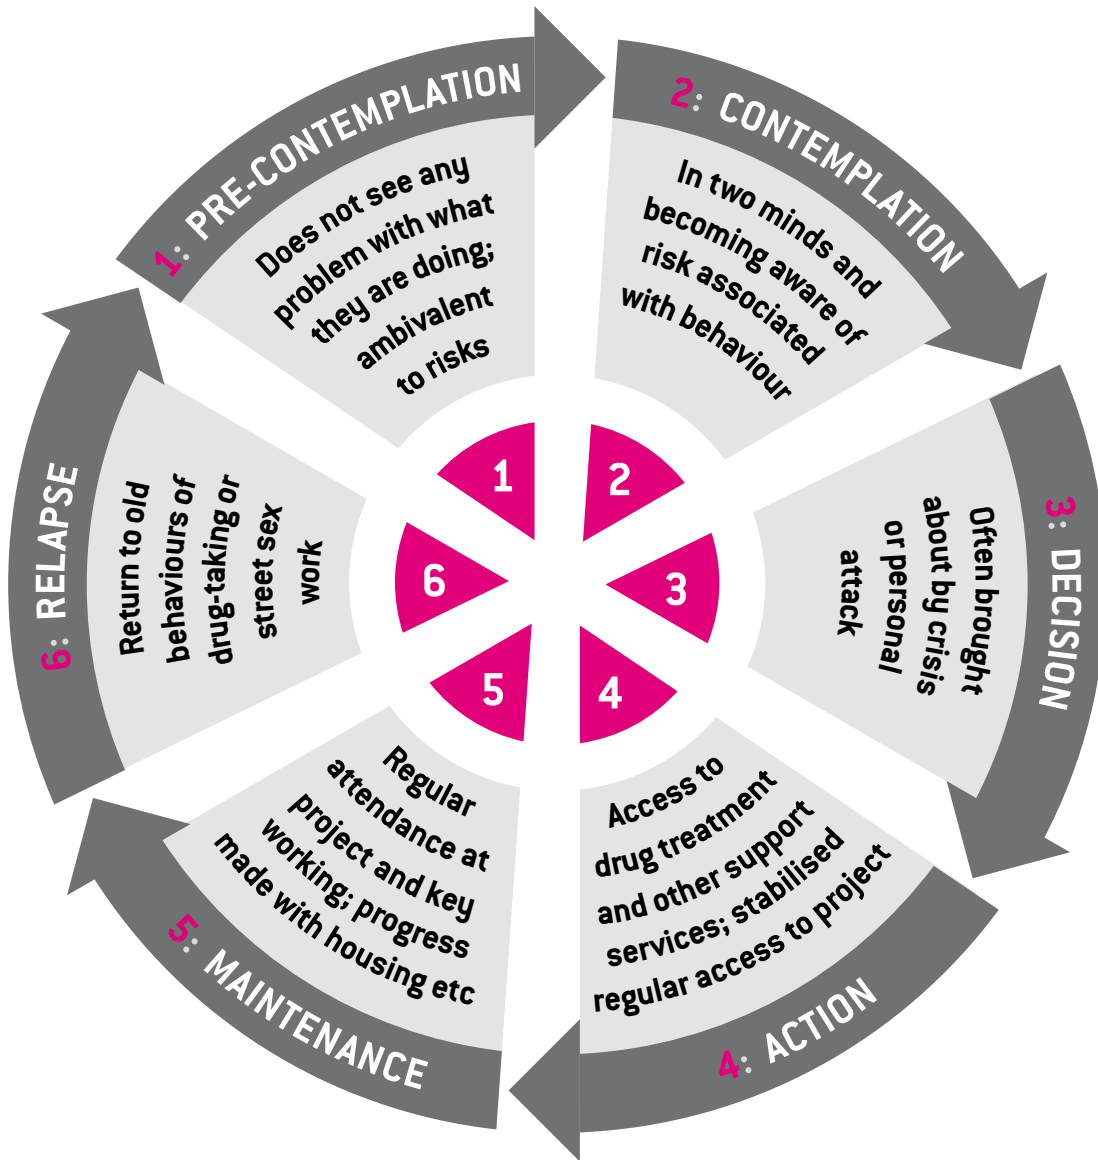 1: PRE-CONTEMPLATION
Does not see any
problem with what
they are doing;
ambivalent
to risks
2: CONTEMPLATION
In two minds and
becoming aware of
risk associated
with behaviour
3: DECISION
Often brought
about by crisis
or personal
attack
4: ACTION
Access to
drug treatment
and other support
services; stabilised
regular access to project
5: MAINTENANCE
Regular
attendance at
project and key
working; progress
made with housing etc
6: RELAPSE
Return to old
behaviours of
drug-taking or
street sex
work
1
2
3
4
5
6